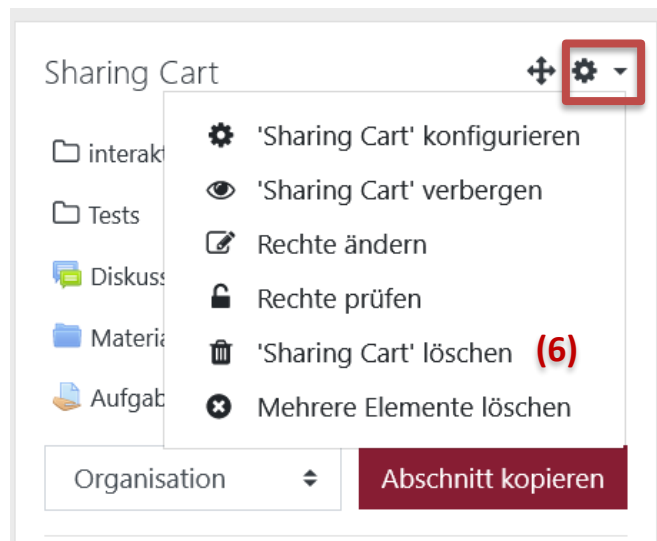 Sharing Cart
'Sharing Cart' konfigurieren
'Sharing Cart' verbergen
Rechte ändern
Rechte prüfen
'Sharing Cart' löschen (6)
Mehrere Elemente löschen
interakt
Tests
Diskuss
Materia
Aufgab
Organisation
Abschnitt kopieren